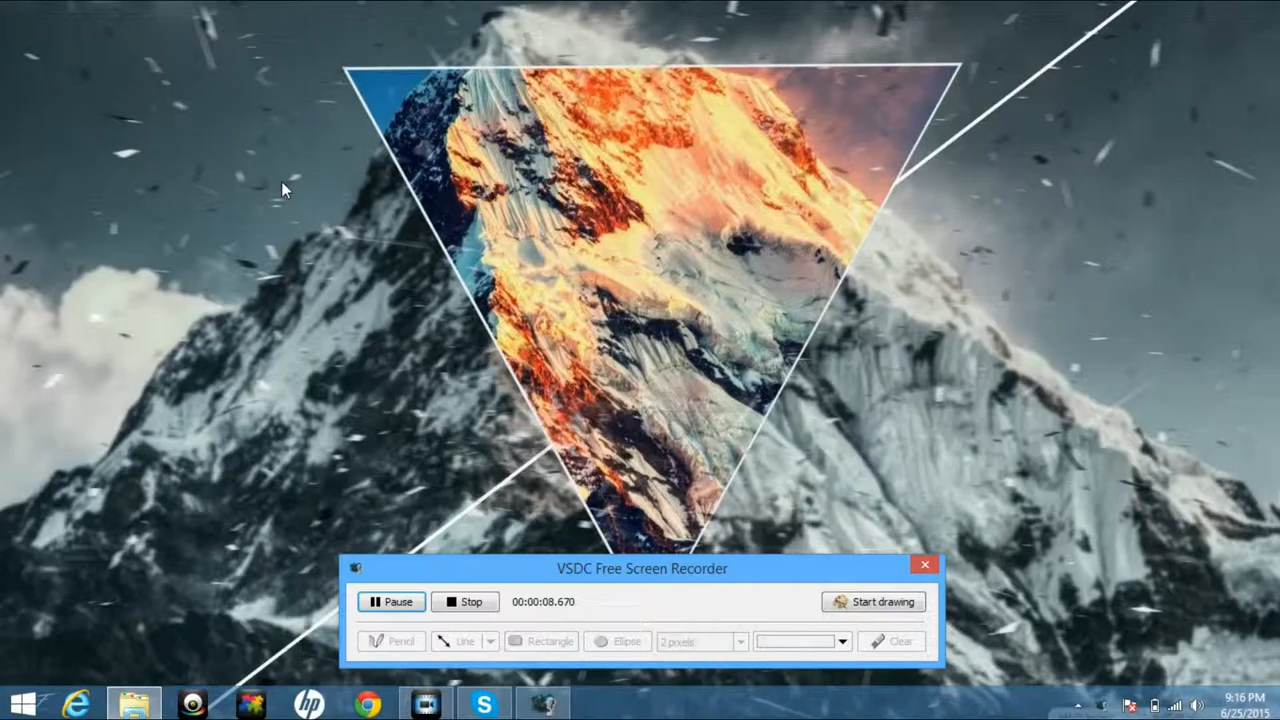 VSDC Free Screen Recorder
Pause
Stop
00:00:08.670
Start drawing
Pencil
Line
Rectangle
Ellipse
2 pixels
Clear
hp
9:16 PM
6/25/2015